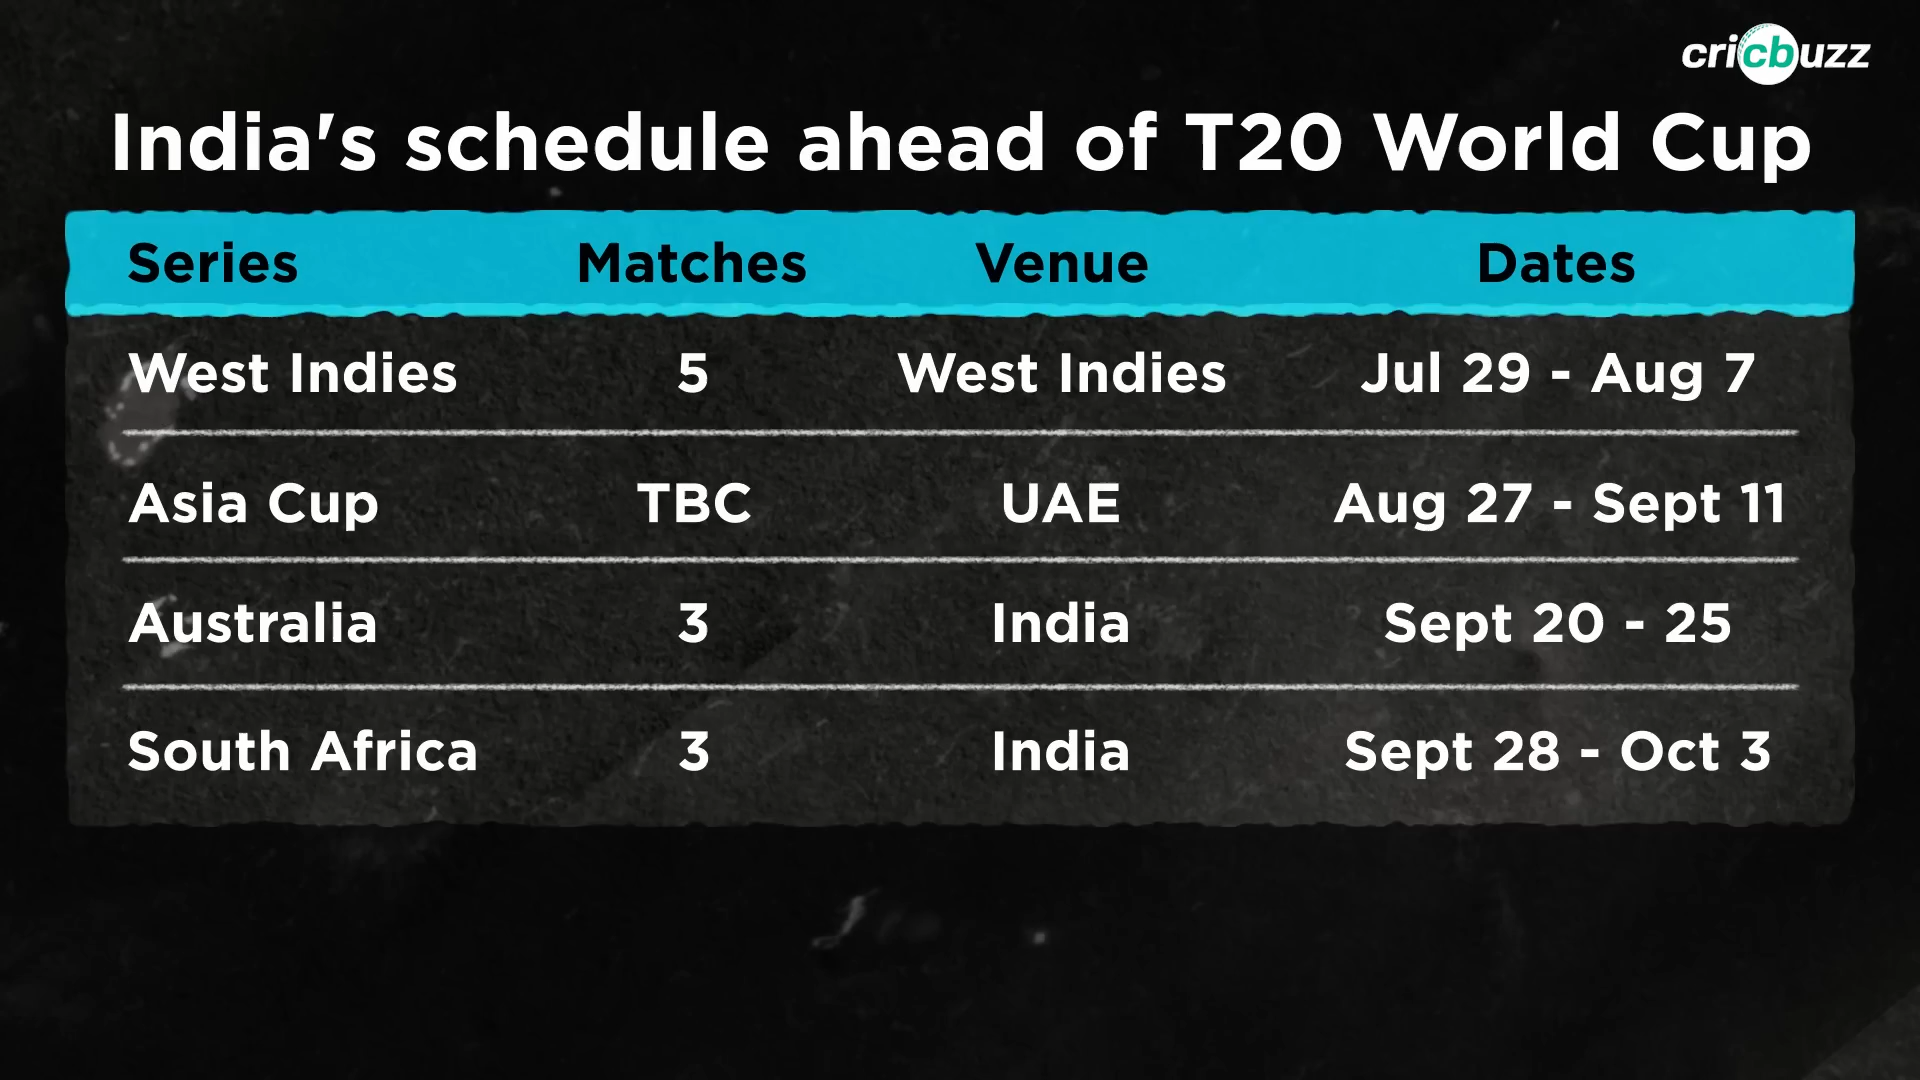 cricbuzz
India's schedule ahead of T20 World Cup
Series Matches Venue Dates
West Indies 5 West Indies Jul 29 - Aug 7
Asia Cup TBC UAE Aug 27 - Sept 11
Australia 3 India Sept 20 - 25
South Africa 3 India Sept 28 - Oct 3